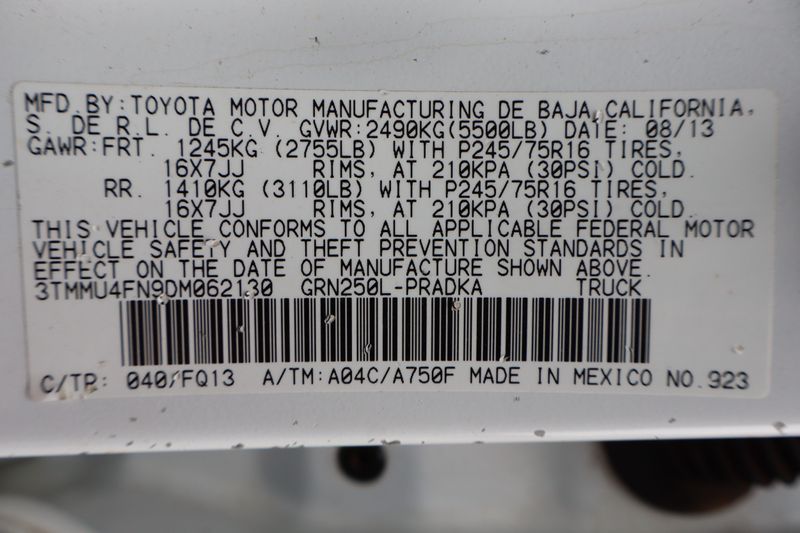 MFD BY:TOYOTA MOTOR MANUFACTURING DE BAJA CALIFORNIA,
S. DE R.L. DE C.V. GVWR:2490KG(5500LB) DATE: 08/13
GAWR:FRT. 1245KG (2755LB) WITH P245/75R16 TIRES,
16X7JJ RIMS, AT 210KPA (30PSI) COLD.
RR. 1410KG (3110LB) WITH P245/75R16 TIRES,
16X7JJ RIMS, AT 210KPA (30PSI) COLD.
THIS VEHICLE CONFORMS TO ALL APPLICABLE FEDERAL MOTOR
VEHICLE SAFETY AND THEFT PREVENTION STANDARDS IN
EFFECT ON THE DATE OF MANUFACTURE SHOWN ABOVE.
3TMMU4FN9DM062130 GRN250L-PRADKA TRUCK
C/TR: 040/FQ13 A/TM:A04C/A750F MADE IN MEXICO NO.923